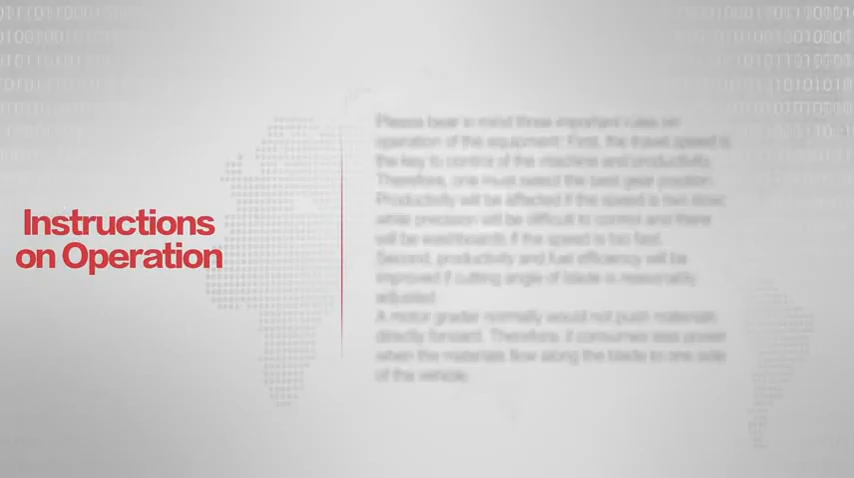 Instructions
on Operation
Please bear in mind three important rules on
operation of the equipment: First, the travel speed is
the key to control of the machine and productivity.
Therefore, one must select the best gear position.
Productivity will be affected if the speed is too slow;
while precision will be difficult to control and there
will be washboards if the speed is too fast.
Second, productivity and fuel efficiency will be
improved if cutting angle of blade is reasonably
adjusted.
A motor grader normally would not push materials
directly forward. Therefore, it consumes less power
when the materials flow along the blade to one side
of the vehicle.